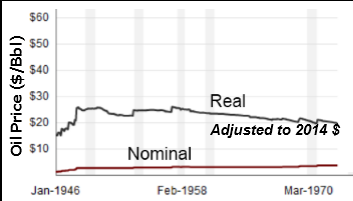 Oil Price ($/Bbl)
$60
$50
$40
$30
$20
$10
Real
Adjusted to 2014 $
Nominal
Jan-1946
Feb-1958
Mar-1970